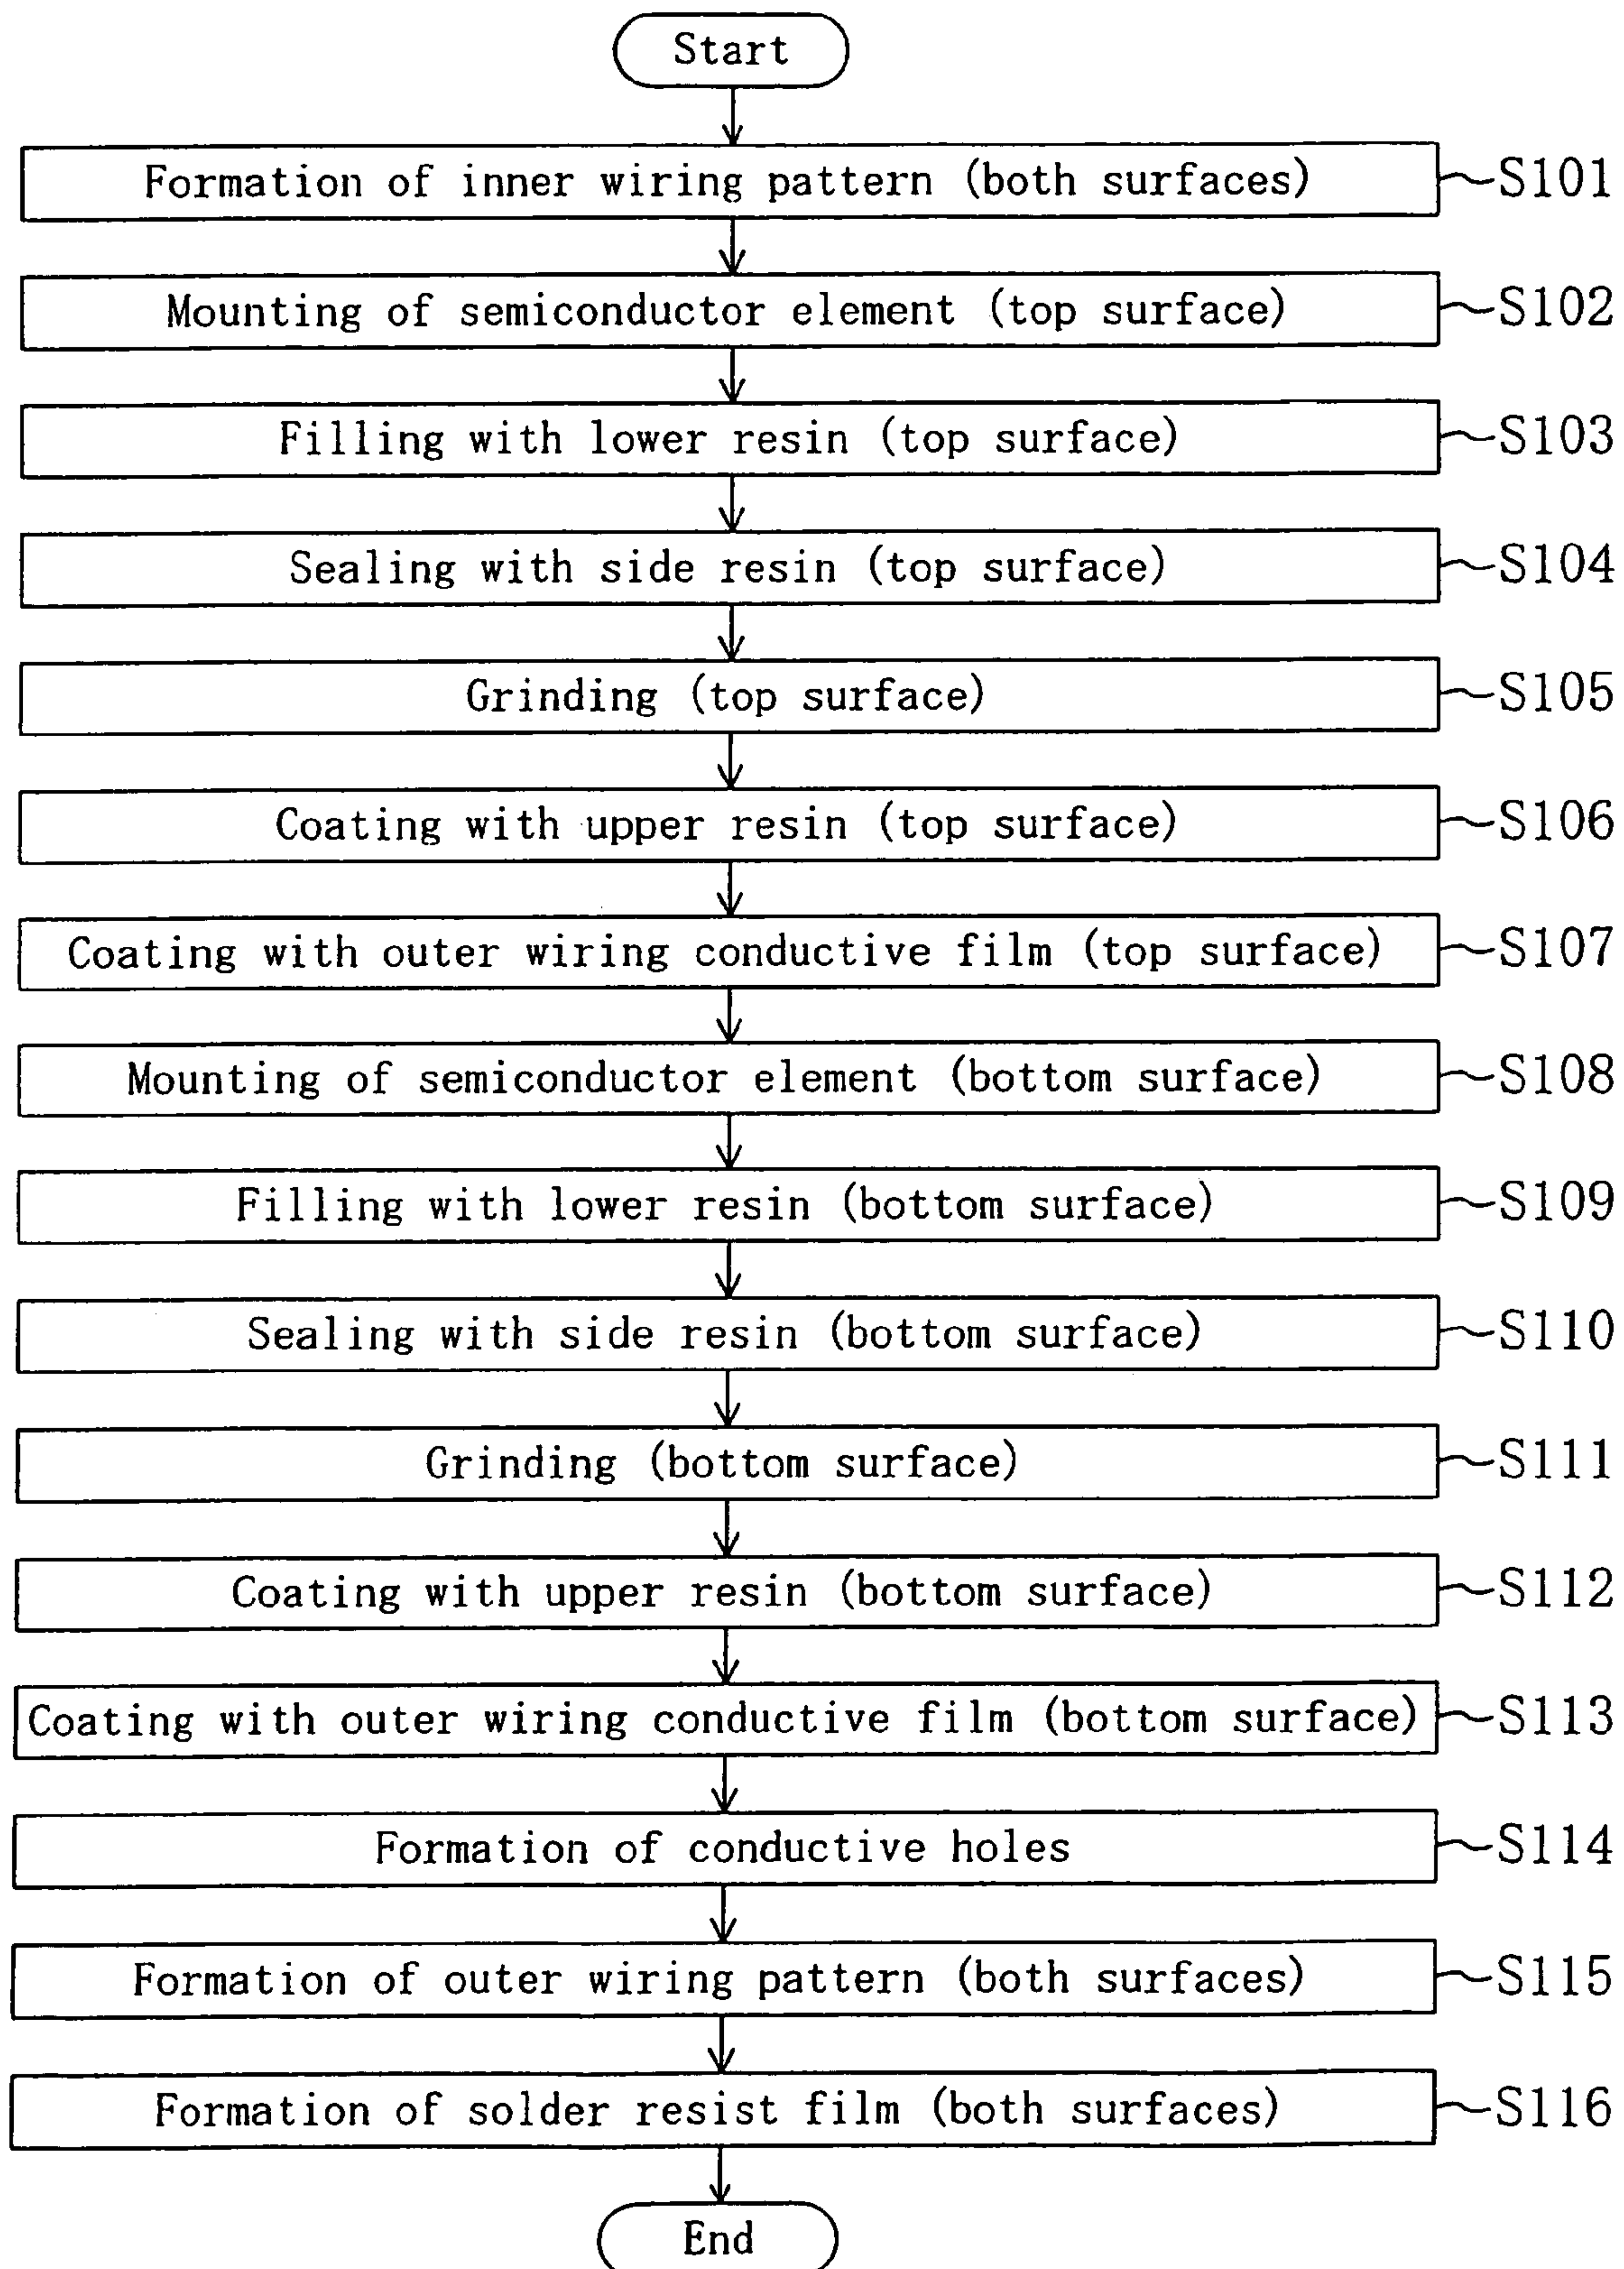 Start
Formation of inner wiring pattern (both surfaces) S101
Mounting of semiconductor element (top surface) S102
Filling with lower resin (top surface) S103
Sealing with side resin (top surface) S104
Grinding (top surface) S105
Coating with upper resin (top surface) S106
Coating with outer wiring conductive film (top surface) S107
Mounting of semiconductor element (bottom surface) S108
Filling with lower resin (bottom surface) S109
Sealing with side resin (bottom surface) S110
Grinding (bottom surface) S111
Coating with upper resin (bottom surface) S112
Coating with outer wiring conductive film (bottom surface) S113
Formation of conductive holes S114
Formation of outer wiring pattern (both surfaces) S115
Formation of solder resist film (both surfaces) S116
End